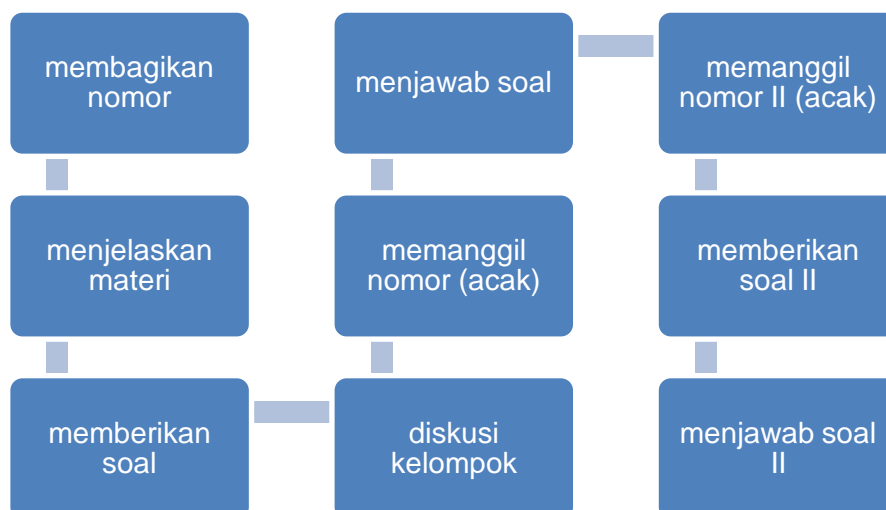 membagikan
nomor
menjelaskan
materi
memberikan
soal
diskusi
kelompok
memanggil
nomor (acak)
menjawab soal
memanggil
nomor II (acak)
memberikan
soal II
menjawab soal
II